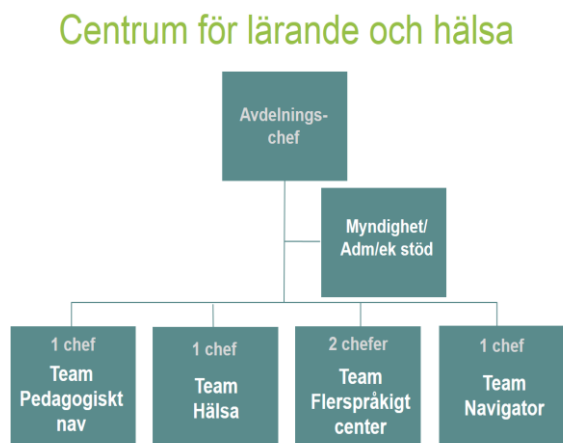 Centrum för lärande och hälsa
Avdelnings-
chef
Myndighet/
Adm/ek stöd
1 chef
Team
Pedagogiskt
nav
1 chef
Team
Hälsa
2 chefer
Team
Flerspråkigt
center
1 chef
Team
Navigator